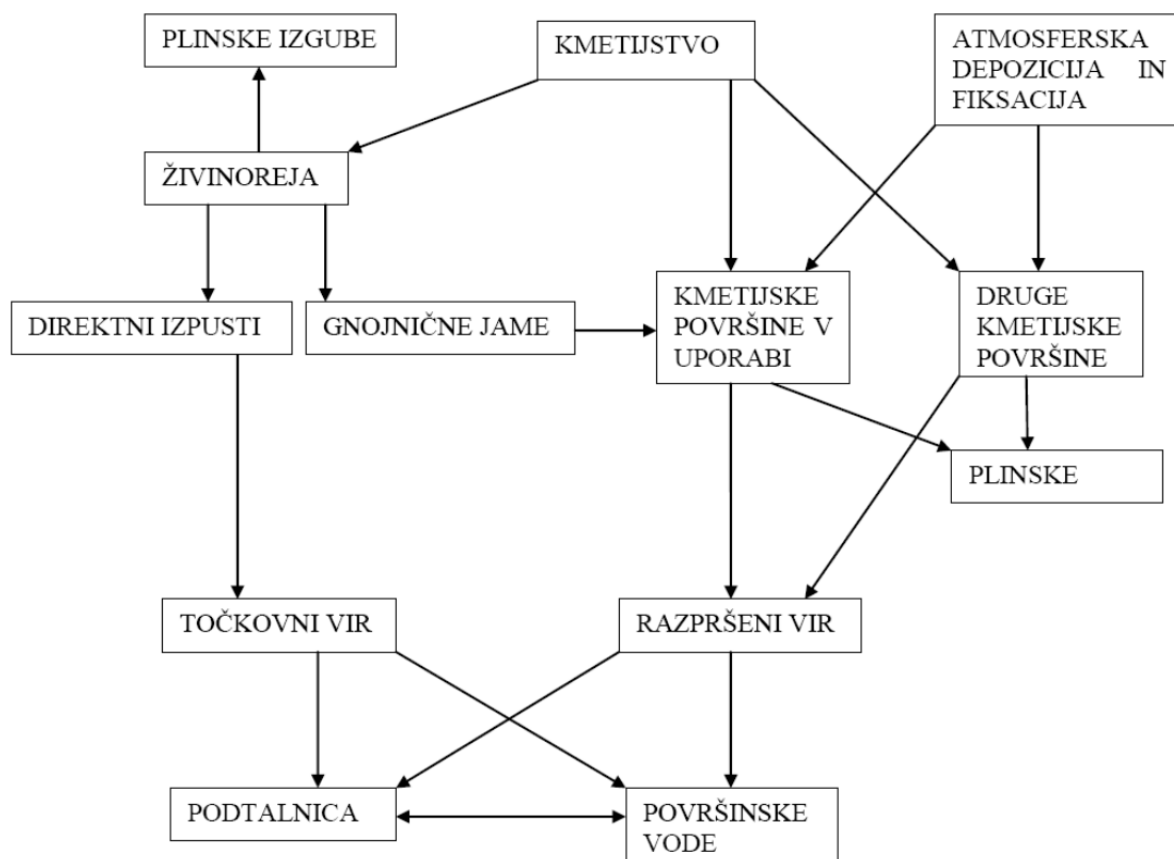 PLINSKE IZGUBE
KMETIJSTVO
ATMOSFERSKA
DEPOZICIJA IN
FIKSACIJA
ŽIVINOREJA
DIREKTNI IZPUSTI
GNOJNIČNE JAME
KMETIJSKE
POVRŠINE V
UPORABI
DRUGE
KMETIJSKE
POVRŠINE
PLINSKE
TOČKOVNI VIR
RAZPRŠENI VIR
PODTALNICA
POVRŠINSKE
VODE